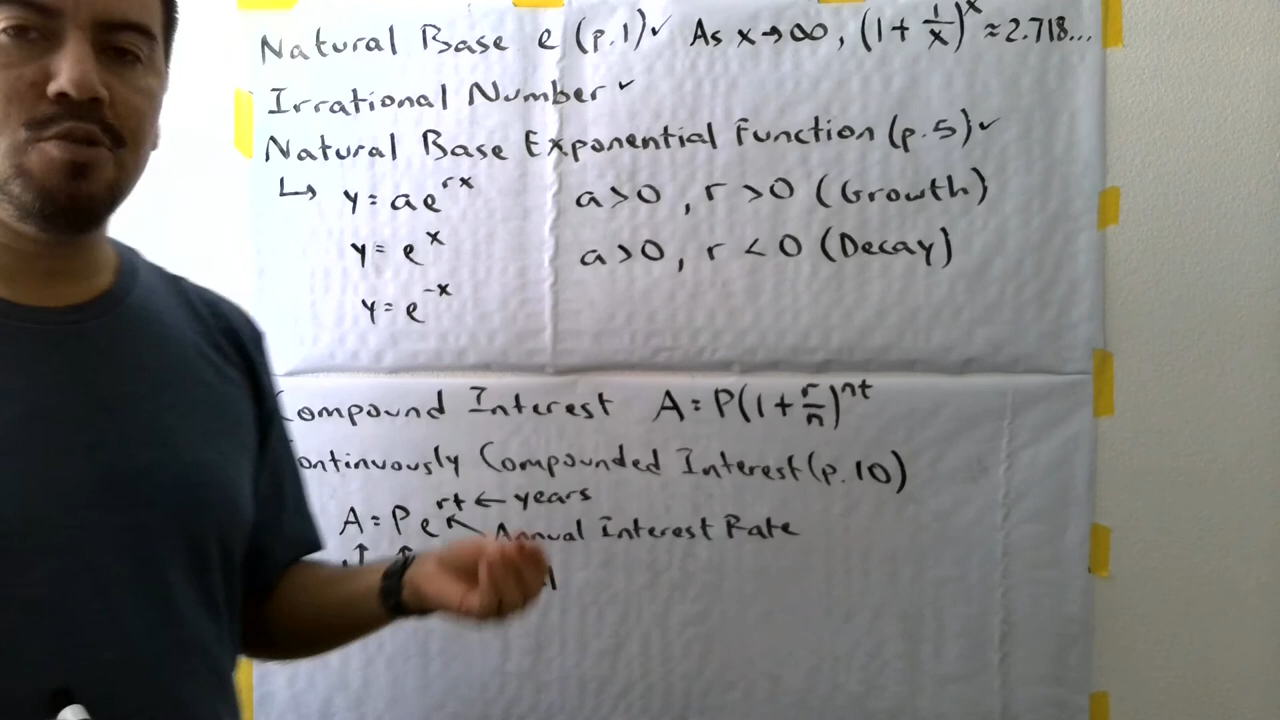 Natural Base e (p.1)✓ As x→∞, (1+1/x)^x ≈2.718...
Irrational Number ✓
Natural Base Exponential Function (p.5)✓
↳ y=ae^rx a>0, r>0 (Growth)
y=e^x a>0, r<0 (Decay)
y=e^-x
Compound Interest A=P(1+r/n)^nt
Continuously Compounded Interest (p.10)
A=Pe^rt ← years
↖ Annual Interest Rate